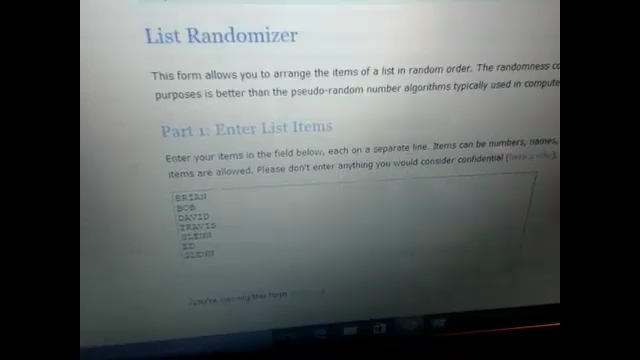 List Randomizer
This form allows you to arrange the items of a list in random order. The randomness co
purposes is better than the pseudo-random number algorithms typically used in compute
Part 1: Enter List Items
Enter your items in the field below, each on a separate line. Items can be numbers, names,
items are allowed. Please don't enter anything you would consider confidential
BRIAN
BOB
DAVID
TRAVIS
GLENN
ED
GLENN